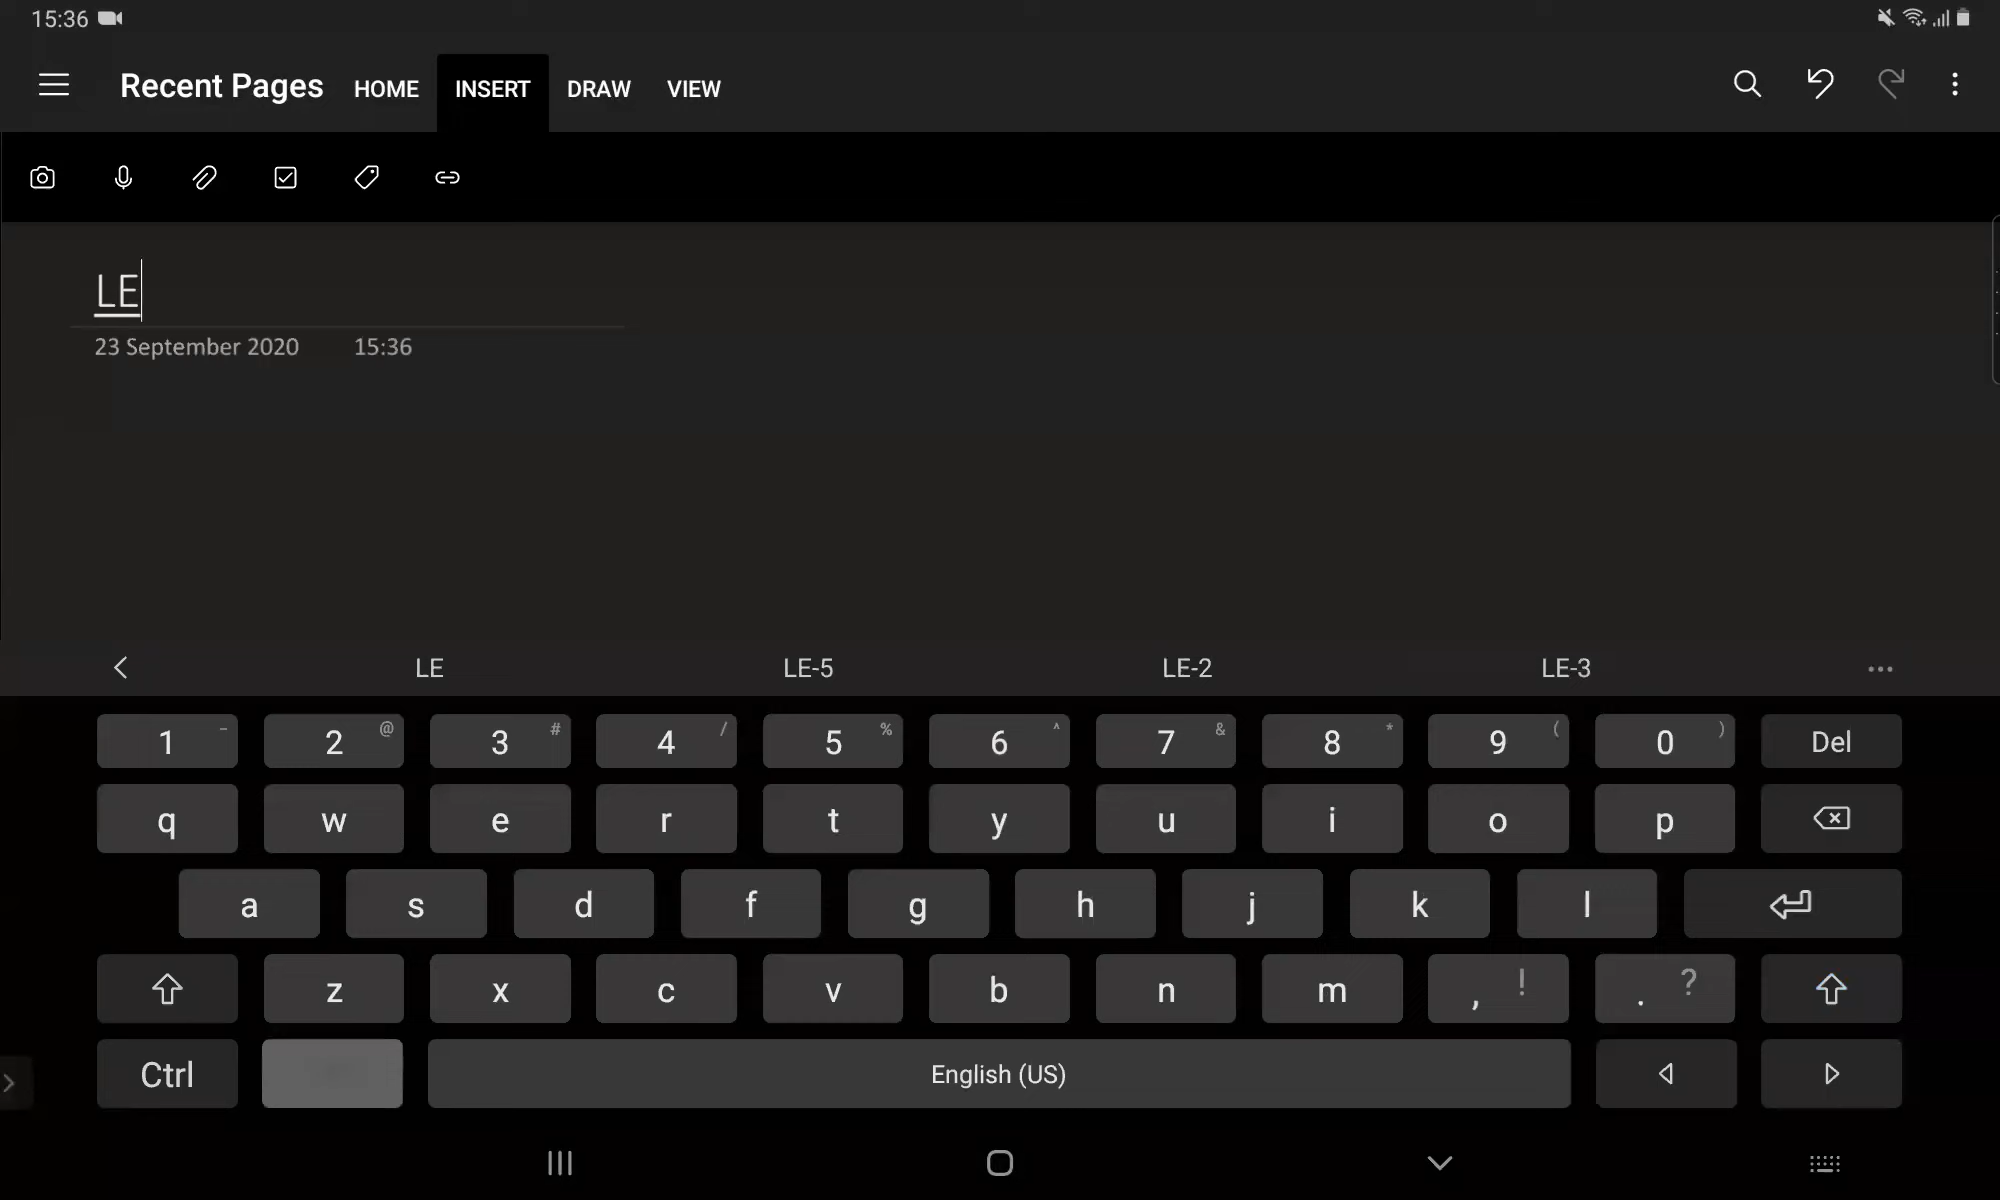 15:36
Recent Pages HOME INSERT DRAW VIEW
LE
23 September 2020 15:36
LE LE-5 LE-2 LE-3
1 - 2 @ 3 # 4 / 5 % 6 ^ 7 & 8 * 9 ( 0 ) Del
q w e r t y u i o p
a s d f g h j k l
z x c v b n m , ! . ?
Ctrl English (US)